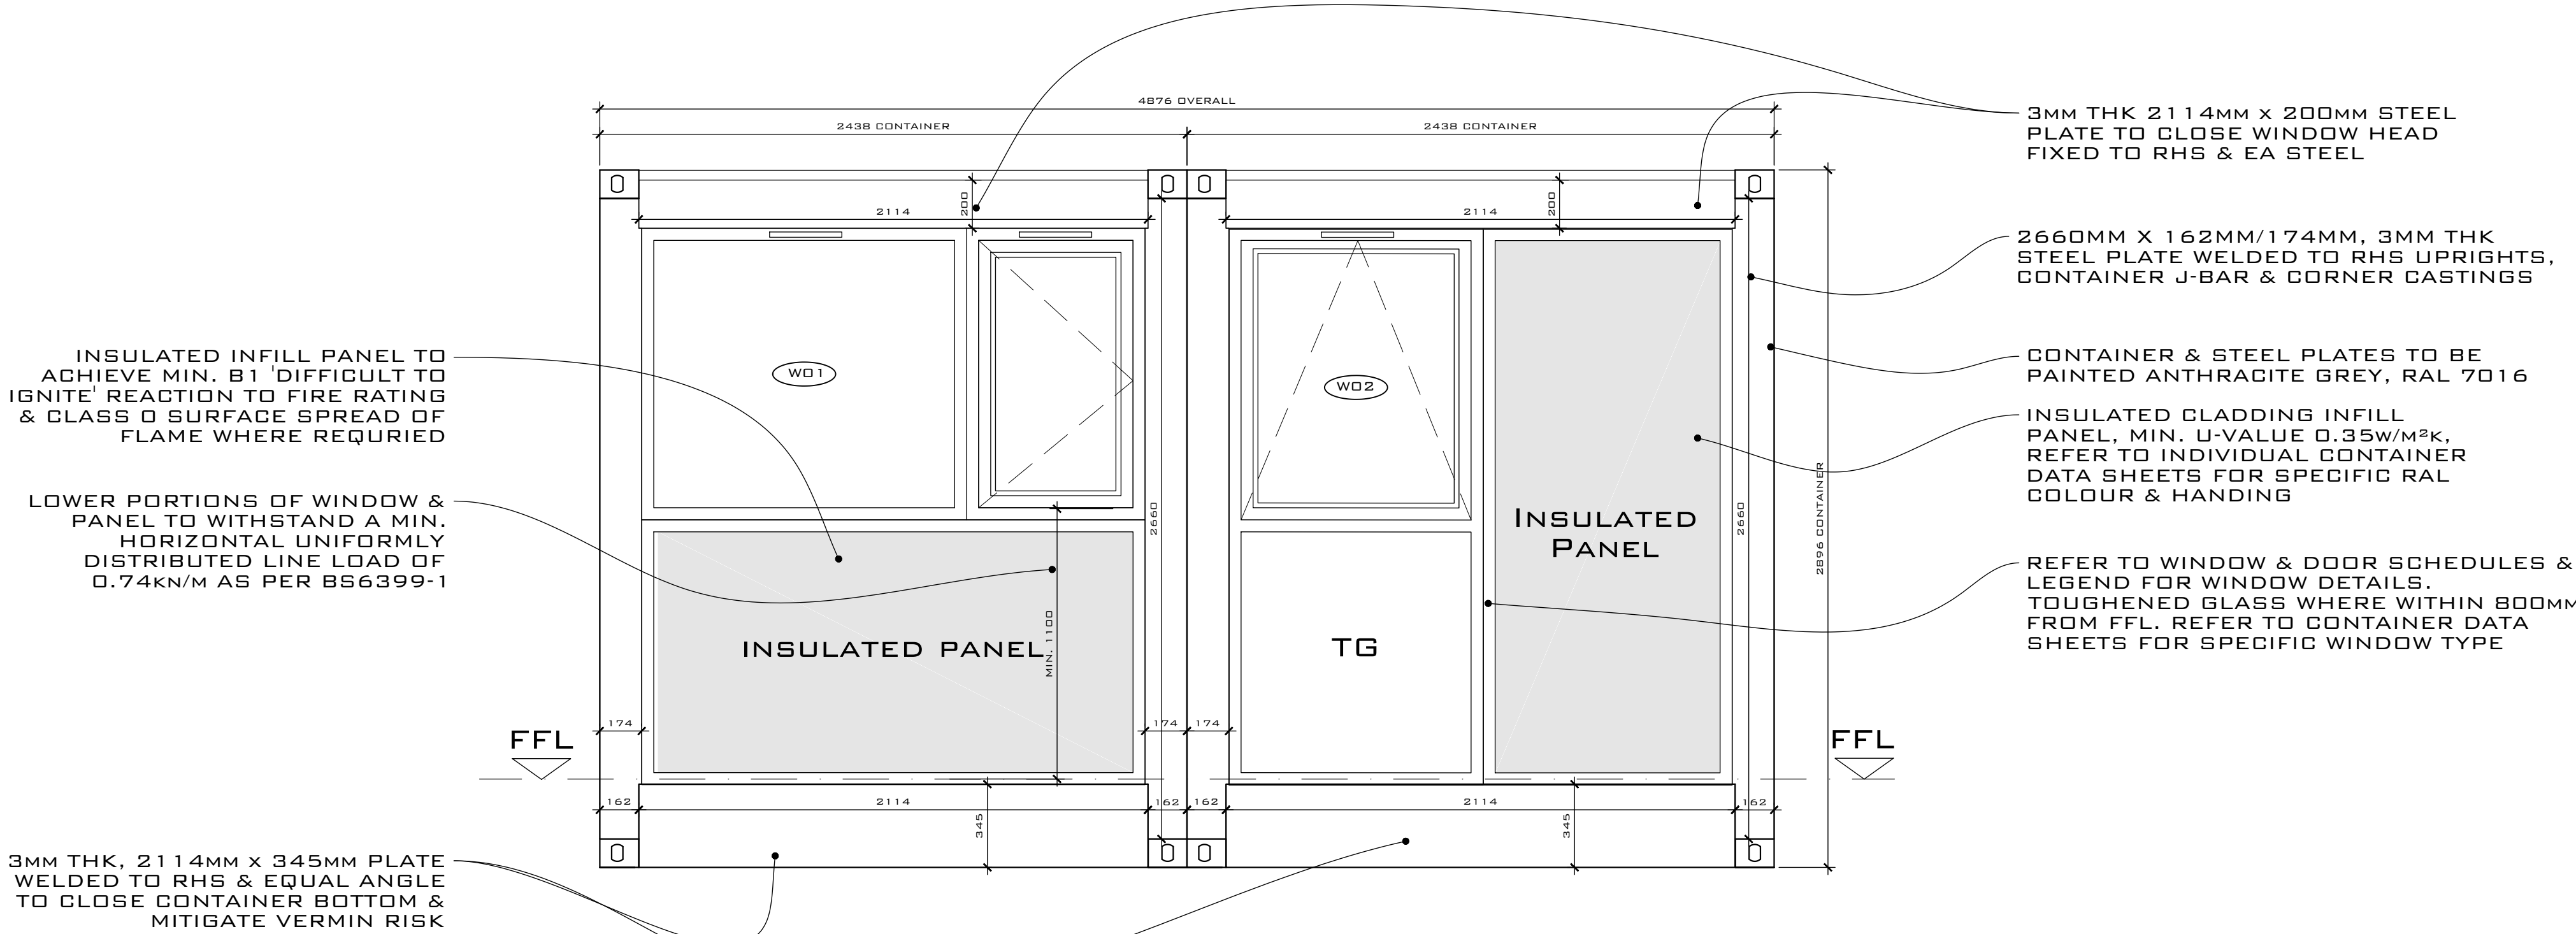 4876 OVERALL
2438 CONTAINER
2438 CONTAINER
3MM THK 2114MM X 200MM STEEL
PLATE TO CLOSE WINDOW HEAD
FIXED TO RHS & EA STEEL
200
2114
200
2114
2660MM X 162MM/174MM, 3MM THK
STEEL PLATE WELDED TO RHS UPRIGHTS,
CONTAINER J-BAR & CORNER CASTINGS
INSULATED INFILL PANEL TO
ACHIEVE MIN. B1 'DIFFICULT TO
IGNITE' REACTION TO FIRE RATING
& CLASS 0 SURFACE SPREAD OF
FLAME WHERE REQURIED
W01
W02
CONTAINER & STEEL PLATES TO BE
PAINTED ANTHRACITE GREY, RAL 7016
INSULATED CLADDING INFILL
PANEL, MIN. U-VALUE 0.35W/M²K,
REFER TO INDIVIDUAL CONTAINER
DATA SHEETS FOR SPECIFIC RAL
COLOUR & HANDING
LOWER PORTIONS OF WINDOW &
PANEL TO WITHSTAND A MIN.
HORIZONTAL UNIFORMLY
DISTRIBUTED LINE LOAD OF
0.74KN/M AS PER BS6399-1
2660
INSULATED
PANEL
2660
2896 CONTAINER
REFER TO WINDOW & DOOR SCHEDULES &
LEGEND FOR WINDOW DETAILS.
TOUGHENED GLASS WHERE WITHIN 800MM
FROM FFL. REFER TO CONTAINER DATA
SHEETS FOR SPECIFIC WINDOW TYPE
INSULATED PANEL
MIN. 1100
TG
174
174
174
FFL
FFL
162
2114
162
162
2114
162
345
345
3MM THK, 2114MM X 345MM PLATE
WELDED TO RHS & EQUAL ANGLE
TO CLOSE CONTAINER BOTTOM &
MITIGATE VERMIN RISK